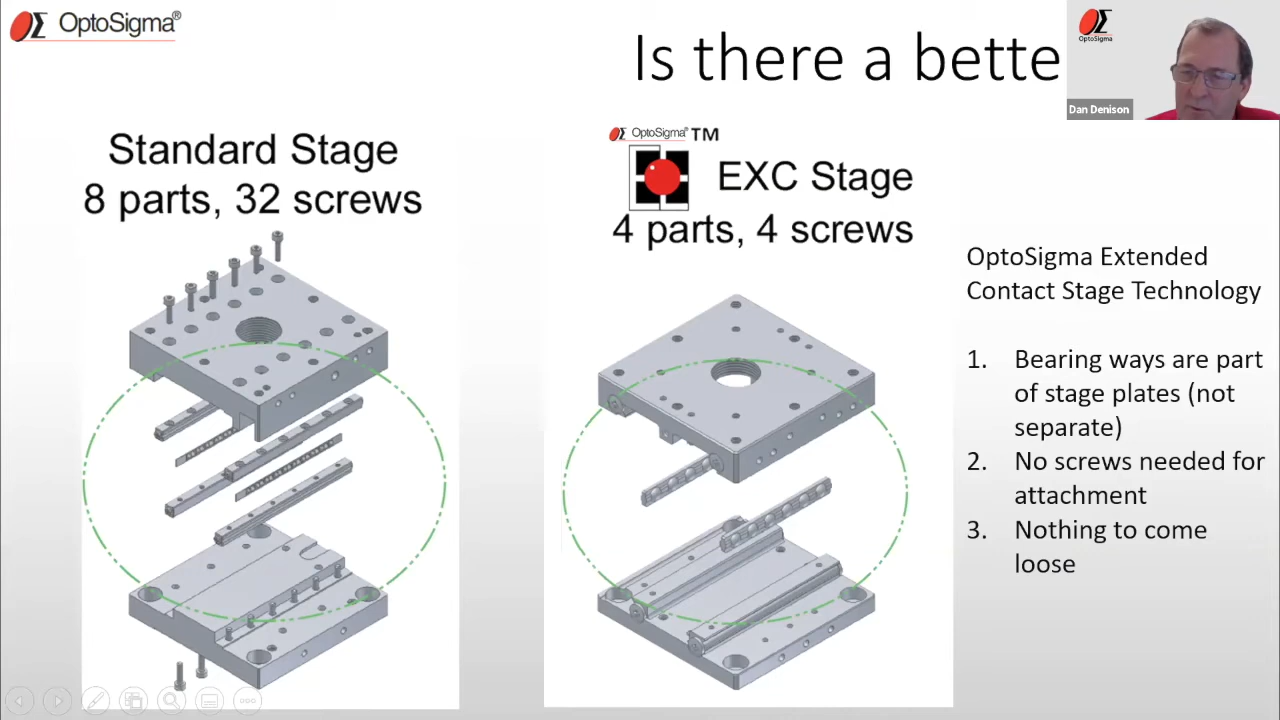 OptoSigma®
Is there a bette
OptoSigma
Dan Denison
Standard Stage
8 parts, 32 screws
OptoSigma® TM
EXC Stage
4 parts, 4 screws
OptoSigma Extended
Contact Stage Technology
1. Bearing ways are part
of stage plates (not
separate)
2. No screws needed for
attachment
3. Nothing to come
loose